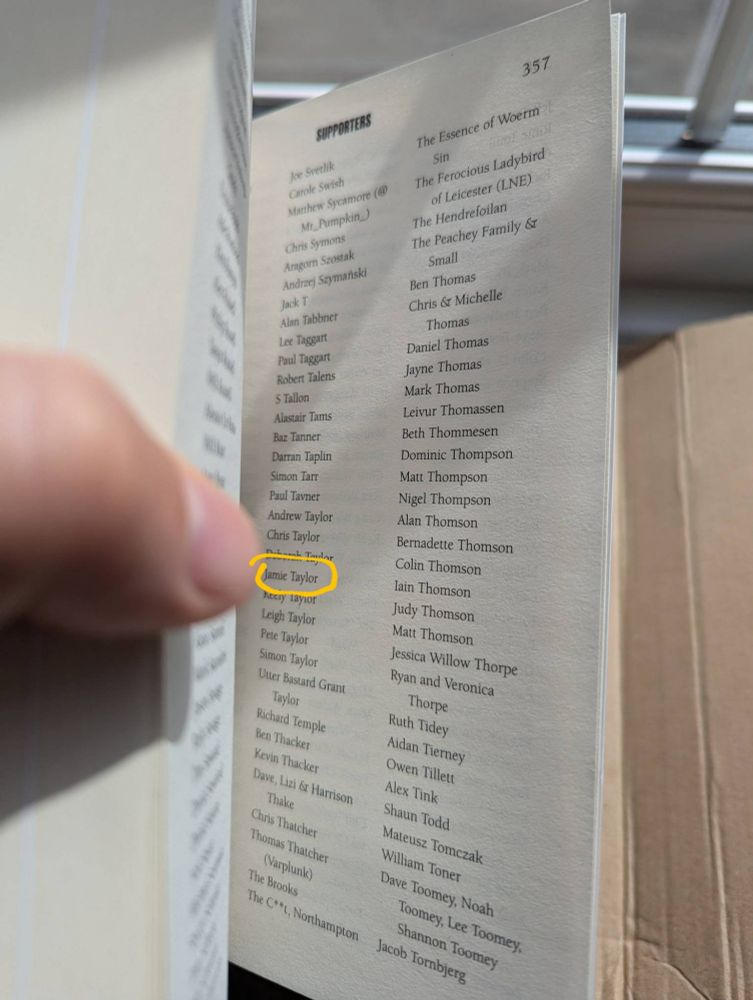 357
SUPPORTERS
Joe Svetlik
Carole Swish
Matthew Sycamore (@
Mr_Pumpkin_)
Chris Symons
Aragorn Szostak
Andrzej Szymański
Jack T
Alan Tabbner
Lee Taggart
Paul Taggart
Robert Talens
S Tallon
Alastair Tams
Baz Tanner
Darran Taplin
Simon Tarr
Paul Tavner
Andrew Taylor
Chris Taylor
Deborah Taylor
Jamie Taylor
Keely Taylor
Leigh Taylor
Pete Taylor
Simon Taylor
Utter Bastard Grant
Taylor
Richard Temple
Ben Thacker
Kevin Thacker
Dave, Lizi & Harrison
Thake
Chris Thatcher
Thomas Thatcher
(Varplunk)
The Brooks
The C**t, Northampton
The Essence of Woerm
Sin
The Ferocious Ladybird
of Leicester (LNE)
The Hendrefoilan
The Peachey Family &
Small
Ben Thomas
Chris & Michelle
Thomas
Daniel Thomas
Jayne Thomas
Mark Thomas
Leivur Thomassen
Beth Thommesen
Dominic Thompson
Matt Thompson
Nigel Thompson
Alan Thomson
Bernadette Thomson
Colin Thomson
Iain Thomson
Judy Thomson
Matt Thomson
Jessica Willow Thorpe
Ryan and Veronica
Thorpe
Ruth Tidey
Aidan Tierney
Owen Tillett
Alex Tink
Shaun Todd
Mateusz Tomczak
William Toner
Dave Toomey, Noah
Toomey, Lee Toomey,
Shannon Toomey
Jacob Tornbjerg